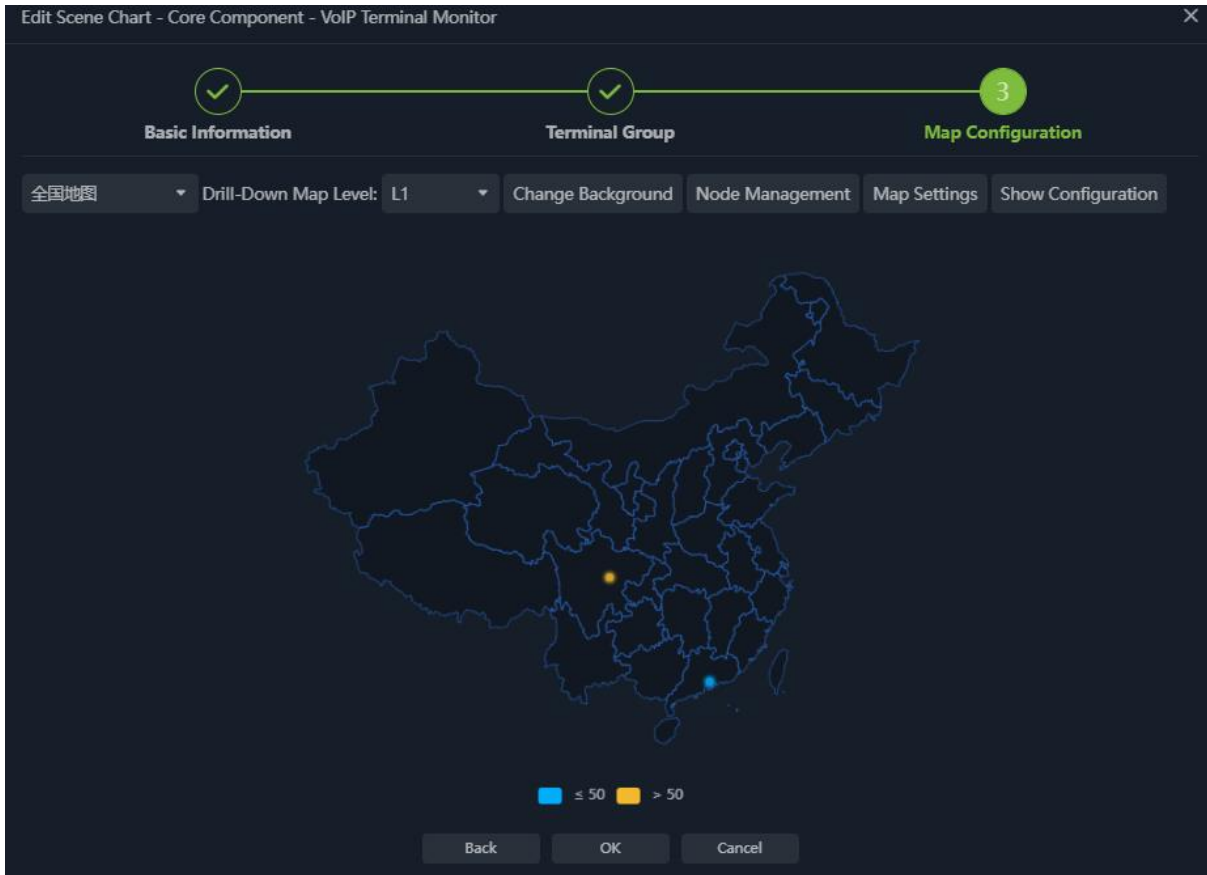 Edit Scene Chart - Core Component - VoIP Terminal Monitor
3
Basic Information Terminal Group Map Configuration
全国地图 Drill-Down Map Level: L1 Change Background Node Management Map Settings Show Configuration
≤ 50 > 50
Back OK Cancel